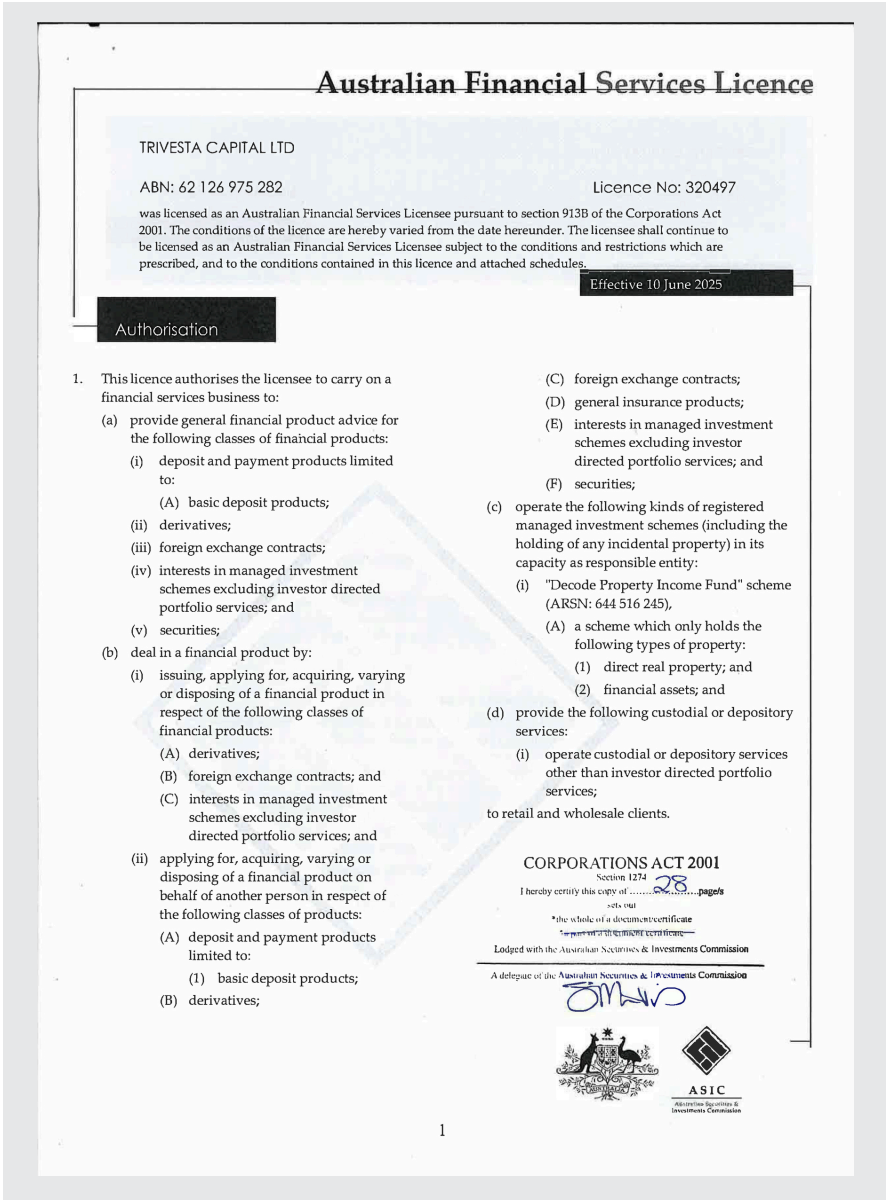 Australian Financial Services Licence
TRIVESTA CAPITAL LTD
ABN: 62 126 975 282
Licence No: 320497
was licensed as an Australian Financial Services Licensee pursuant to section 913B of the Corporations Act
2001. The conditions of the licence are hereby varied from the date hereunder. The licensee shall continue to
be licensed as an Australian Financial Services Licensee subject to the conditions and restrictions which are
prescribed, and to the conditions contained in this licence and attached schedules.
Effective 10 June 2025
Authorisation
1. This licence authorises the licensee to carry on a
financial services business to:
(a) provide general financial product advice for
the following classes of financial products:
(i) deposit and payment products limited
to:
(A) basic deposit products;
(ii) derivatives;
(iii) foreign exchange contracts;
(iv) interests in managed investment
schemes excluding investor directed
portfolio services; and
(v) securities;
(b) deal in a financial product by:
(i) issuing, applying for, acquiring, varying
or disposing of a financial product in
respect of the following classes of
financial products:
(A) derivatives;
(B) foreign exchange contracts; and
(C) interests in managed investment
schemes excluding investor
directed portfolio services; and
(ii) applying for, acquiring, varying or
disposing of a financial product on
behalf of another person in respect of
the following classes of products:
(A) deposit and payment products
limited to:
(1) basic deposit products;
(B) derivatives;
(C) foreign exchange contracts;
(D) general insurance products;
(E) interests in managed investment
schemes excluding investor
directed portfolio services; and
(F) securities;
(c) operate the following kinds of registered
managed investment schemes (including the
holding of any incidental property) in its
capacity as responsible entity:
(i) "Decode Property Income Fund" scheme
(ARSN: 644 516 245),
(A) a scheme which only holds the
following types of property:
(1) direct real property; and
(2) financial assets; and
(d) provide the following custodial or depository
services:
(i) operate custodial or depository services
other than investor directed portfolio
services;
to retail and wholesale clients.
CORPORATIONS ACT 2001
Section 1274
I hereby certify this copy of ........28........page/s
sets out
*the whole of a document/certificate
*a part of a document certificate
Lodged with the Australian Securities & Investments Commission
A delegate of the Australian Securities & Investments Commission
AUSTRALIA
ASIC
Australian Securities &
Investments Commission
1